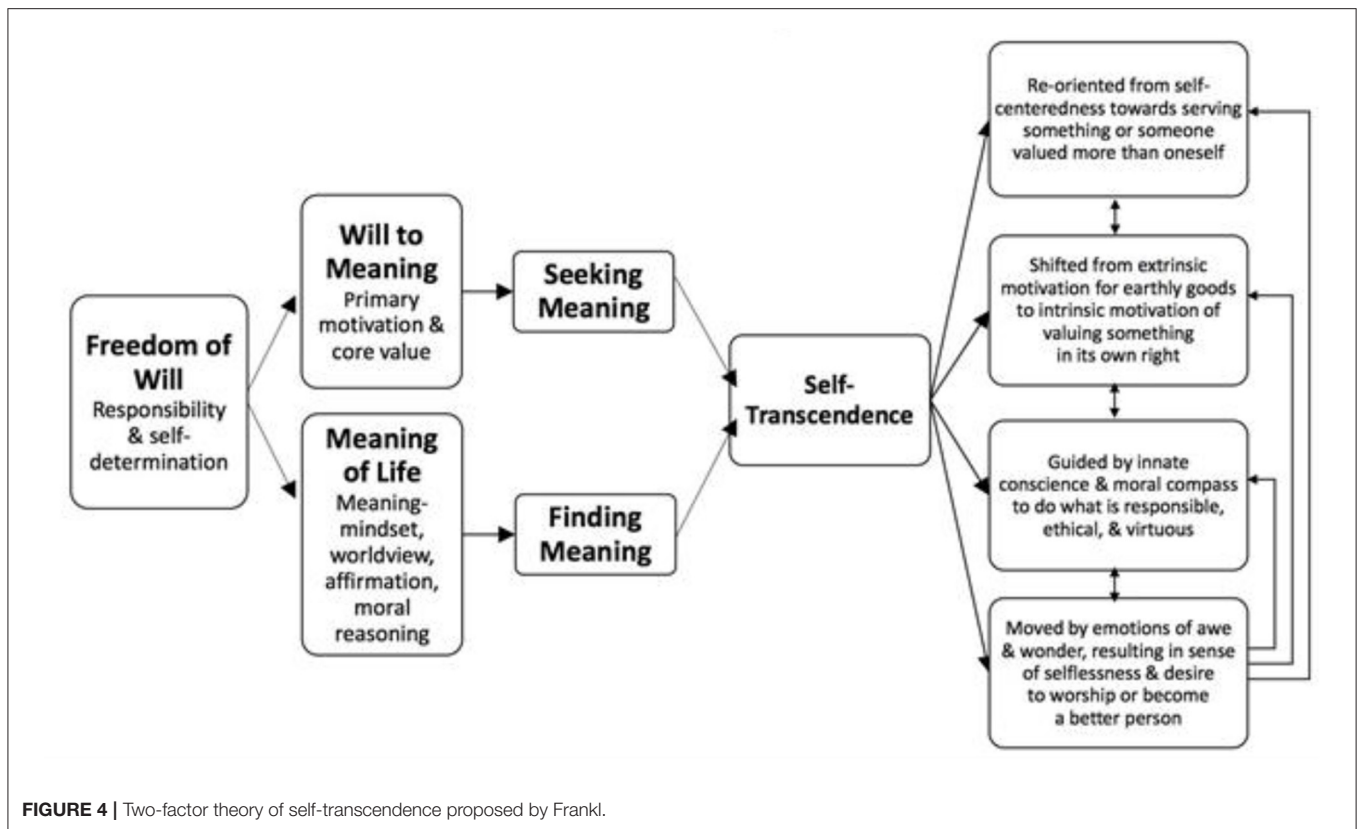 Freedom of
Will
Responsibility
& self-
determination
Will to
Meaning
Primary
motivation &
core value
Meaning
of Life
Meaning-
mindset,
worldview,
affirmation,
moral
reasoning
Seeking
Meaning
Finding
Meaning
Self-
Transcendence
Re-oriented from self-
centeredness towards serving
something or someone
valued more than oneself
Shifted from extrinsic
motivation for earthly goods
to intrinsic motivation of
valuing something
in its own right
Guided by innate
conscience & moral compass
to do what is responsible,
ethical, & virtuous
Moved by emotions of awe
& wonder, resulting in sense
of selflessness & desire
to worship or become
a better person
FIGURE 4 | Two-factor theory of self-transcendence proposed by Frankl.